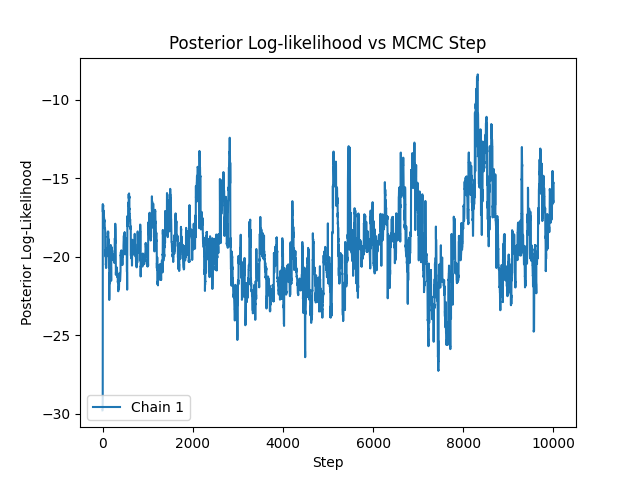 Posterior Log-likelihood vs MCMC Step
Posterior Log-Likelihood
−10
−15
−20
−25
−30
Chain 1
0 2000 4000 6000 8000 10000
Step